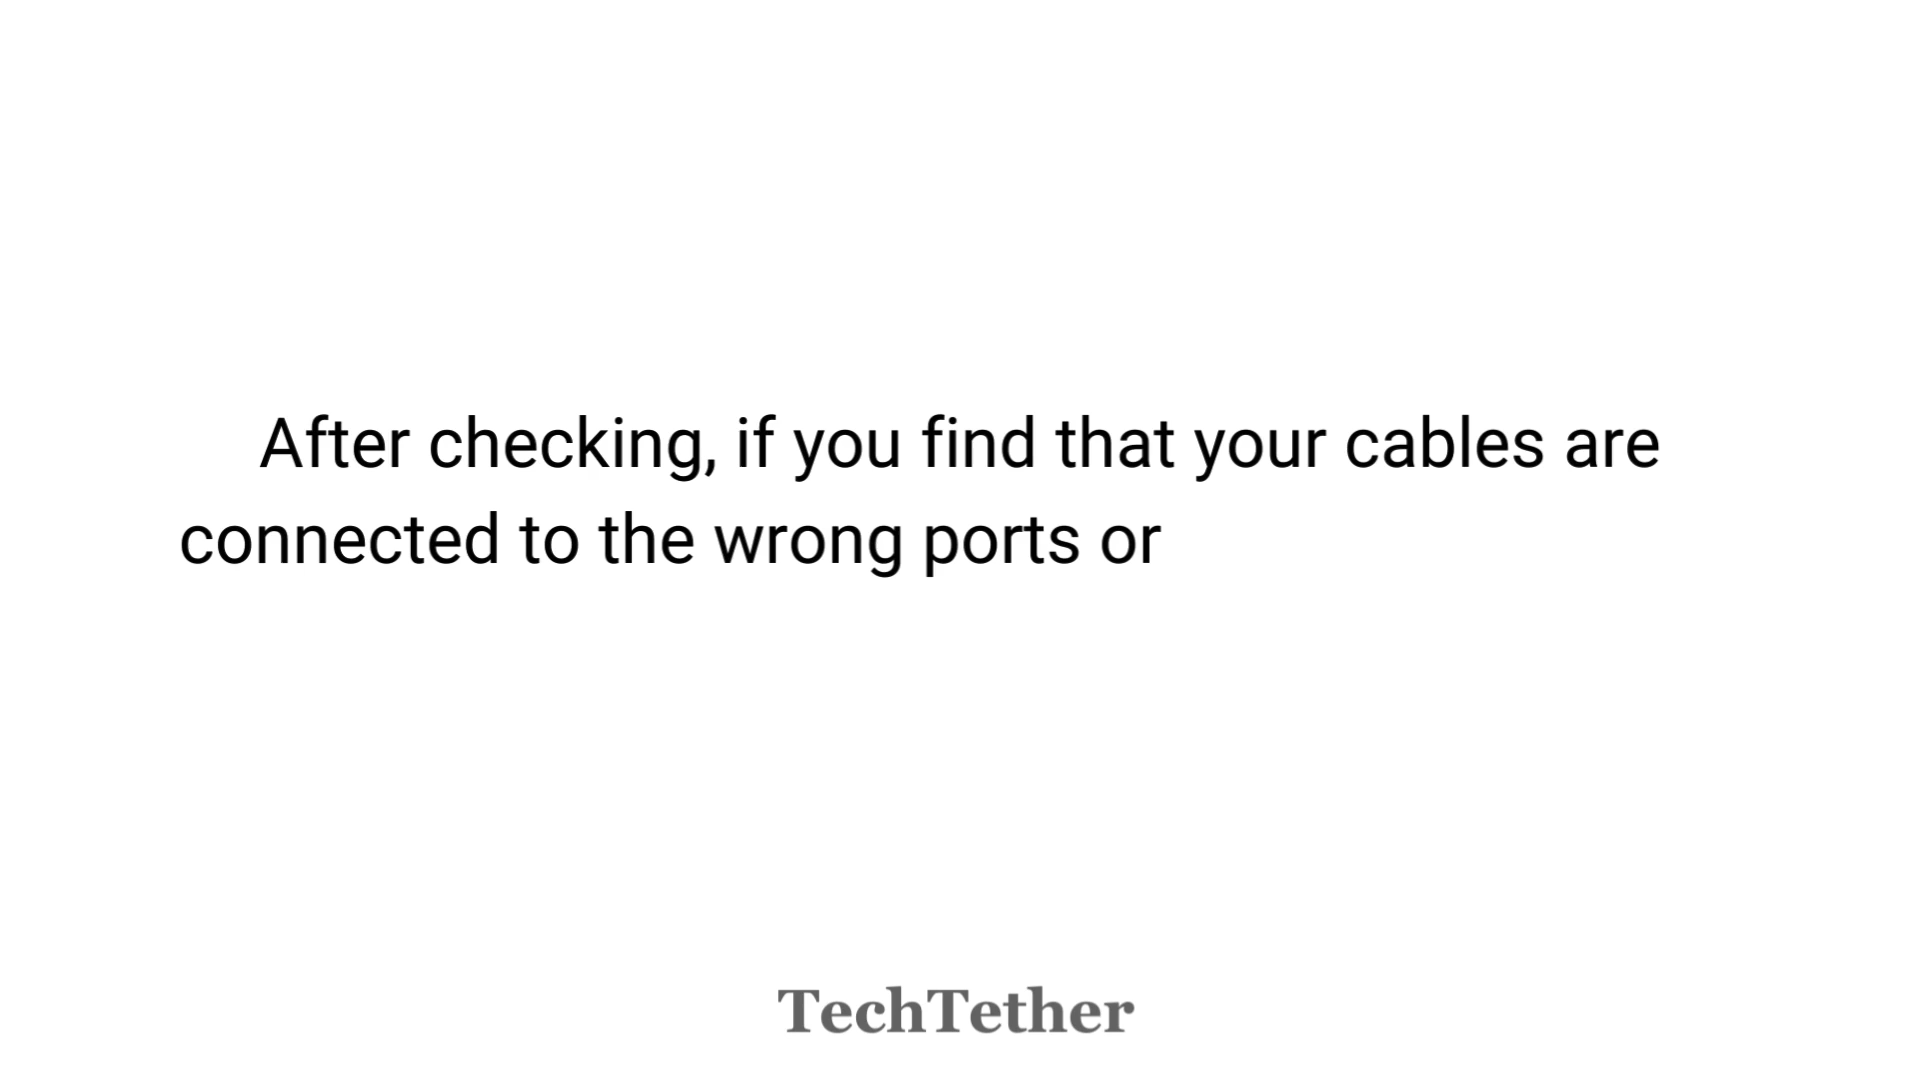 After checking, if you find that your cables are
connected to the wrong ports or
TechTether